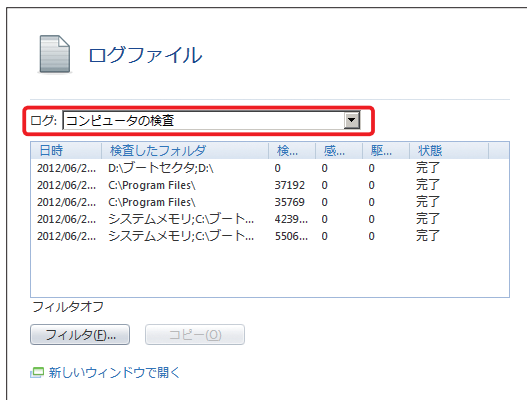 ログファイル
ログ: コンピュータの検査
日時 検査したフォルダ 検... 感... 駆... 状態
2012/06/2... D:\ブートセクタ;D:\ 0 0 0 完了
2012/06/2... C:\Program Files\ 37192 0 0 完了
2012/06/2... C:\Program Files\ 35769 0 0 完了
2012/06/2... システムメモリ;C:\ブート... 4239... 0 0 完了
2012/06/2... システムメモリ;C:\ブート... 5506... 0 0 完了
フィルタオフ
フィルタ(F)... コピー(O)
新しいウィンドウで開く